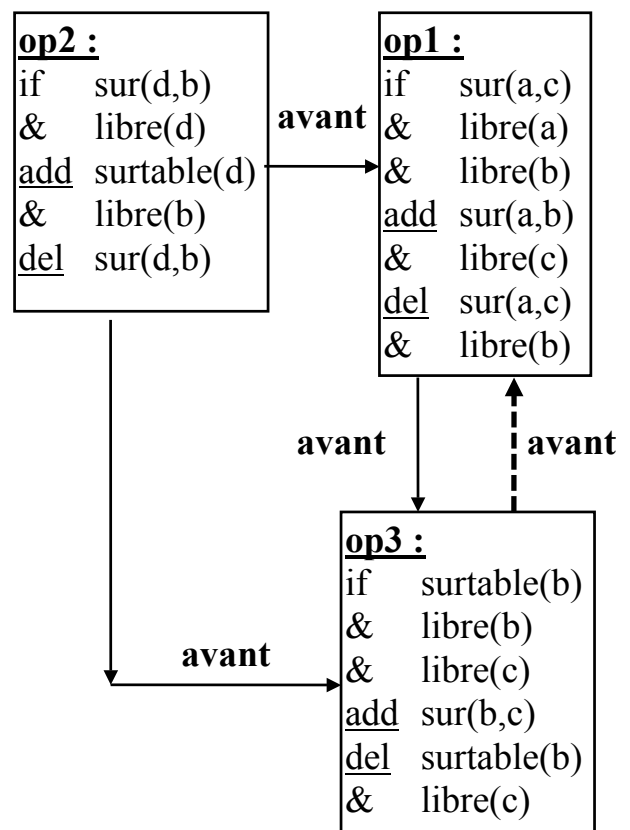 op2 :
if sur(d,b)
& libre(d)
add surtable(d)
& libre(b)
del sur(d,b)
avant
op1 :
if sur(a,c)
& libre(a)
& libre(b)
add sur(a,b)
& libre(c)
del sur(a,c)
& libre(b)
avant
avant
avant
op3 :
if surtable(b)
& libre(b)
& libre(c)
add sur(b,c)
del surtable(b)
& libre(c)